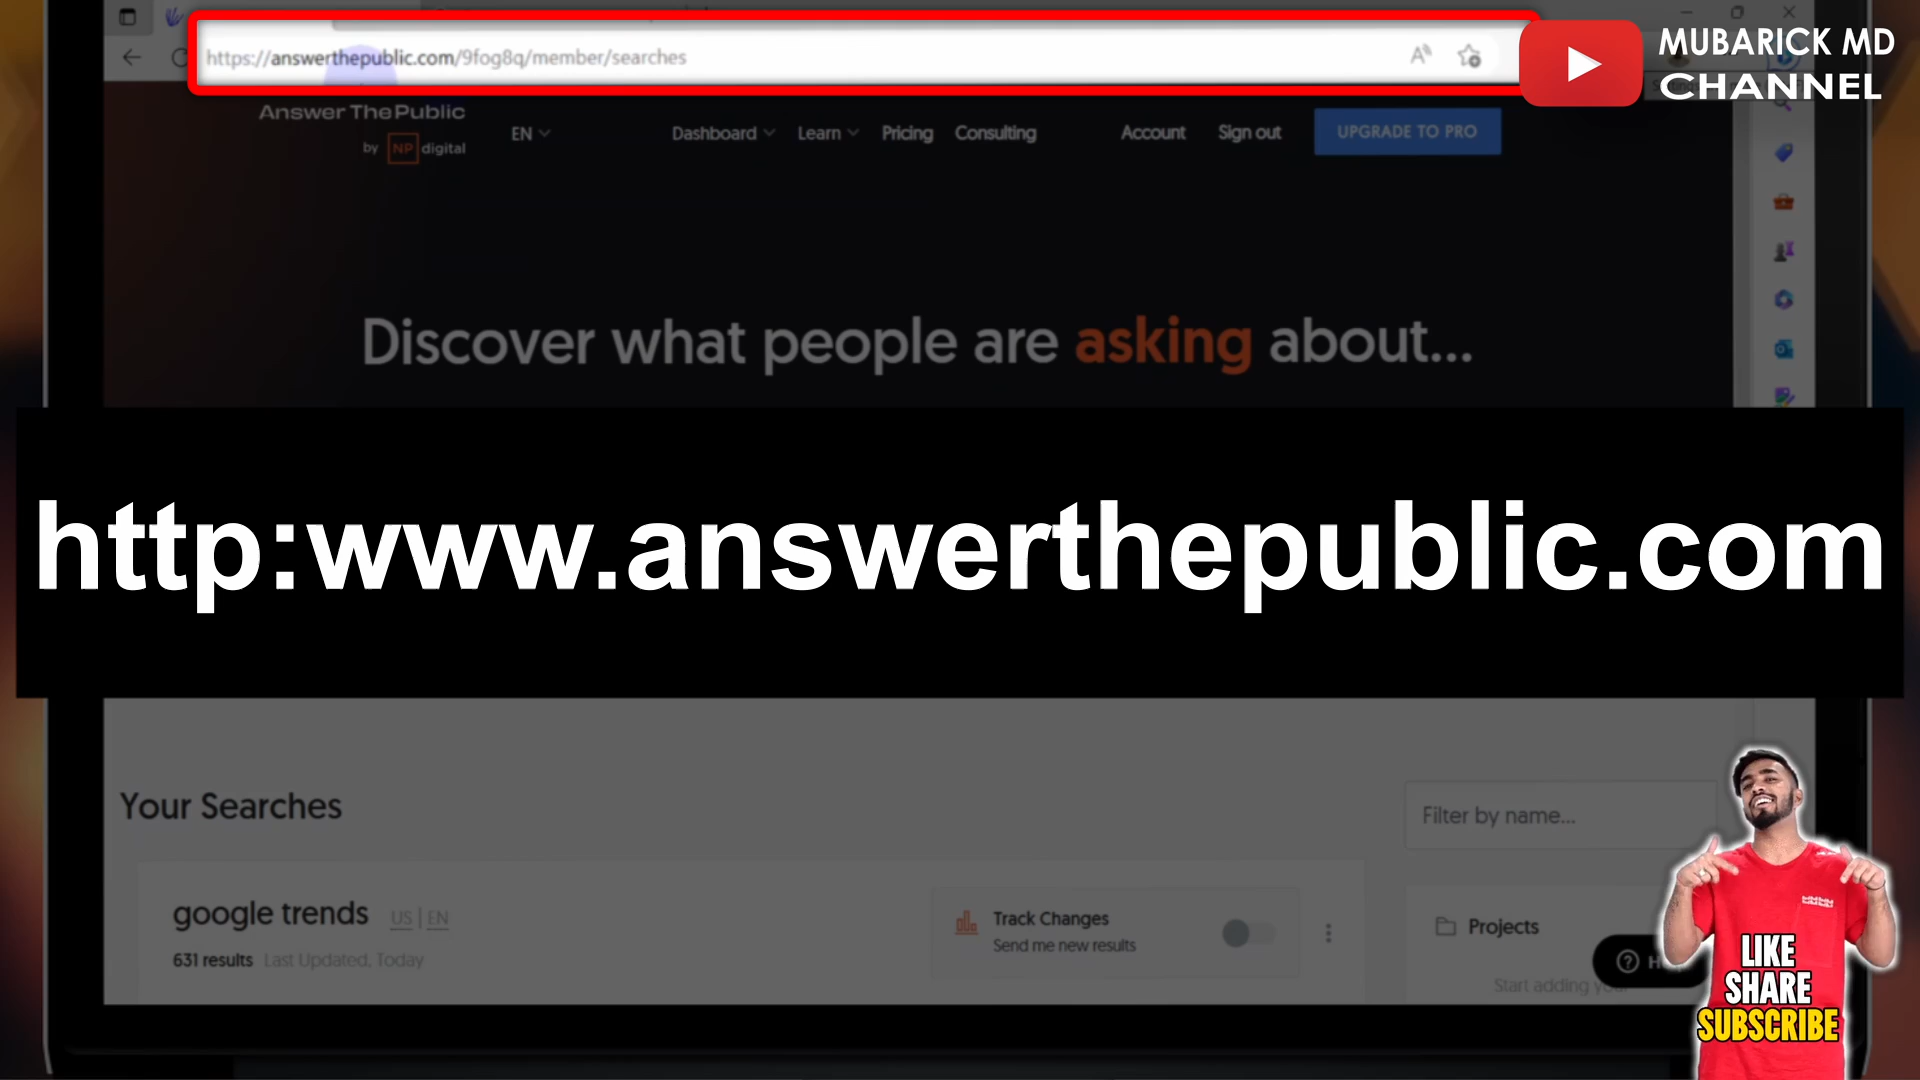 https://answerthepublic.com/9fog8q/member/searches
MUBARICK MD
CHANNEL
AnswerThePublic
by NP digital
EN
Dashboard
Learn
Pricing
Consulting
Account
Sign out
UPGRADE TO PRO
Discover what people are asking about...
http:www.answerthepublic.com
Your Searches
Filter by name...
google trends US | EN
631 results Last Updated. Today
Track Changes
Send me new results
Projects
Start adding
LIKE
SHARE
SUBSCRIBE